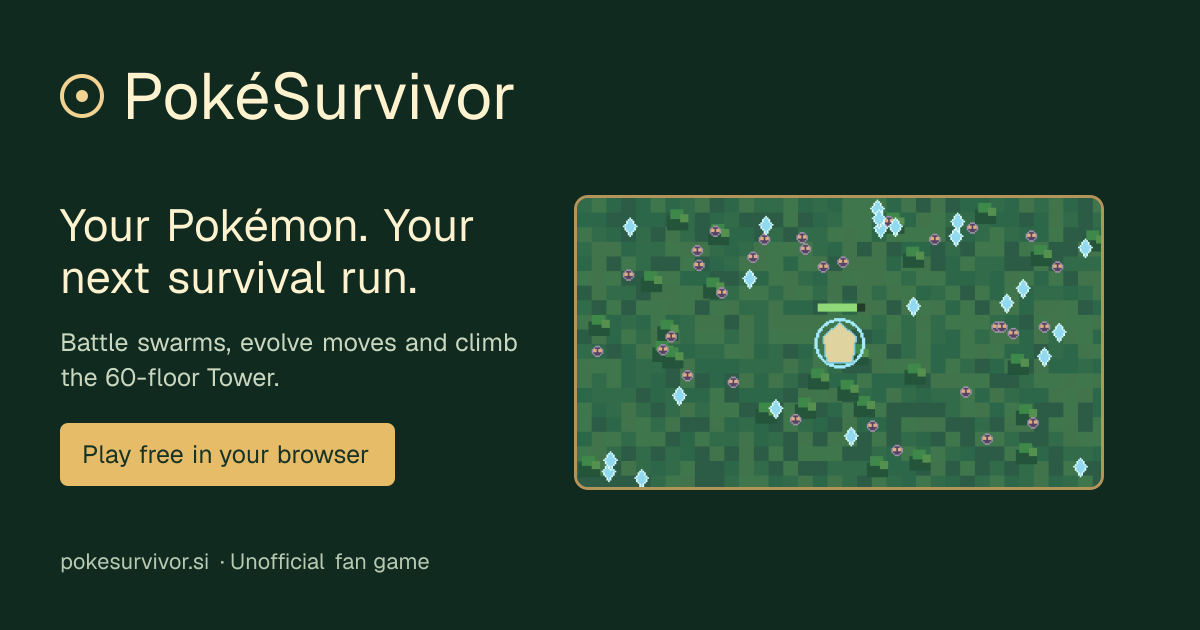 PokéSurvivor
Your Pokémon. Your
next survival run.
Battle swarms, evolve moves and climb
the 60-floor Tower.
Play free in your browser
pokesurvivor.si · Unofficial fan game